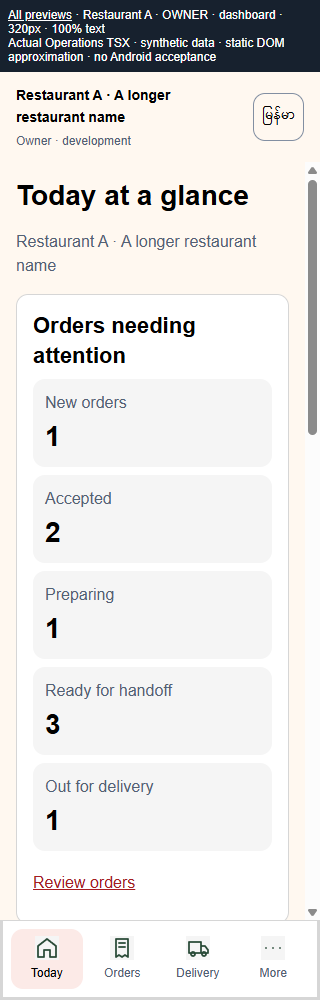 All previews · Restaurant A · OWNER · dashboard ·
320px · 100% text
Actual Operations TSX · synthetic data · static DOM
approximation · no Android acceptance
Restaurant A · A longer
restaurant name
Owner · development
မြန်မာ
Today at a glance
Restaurant A · A longer restaurant
name
Orders needing
attention
New orders
1
Accepted
2
Preparing
1
Ready for handoff
3
Out for delivery
1
Review orders
Today
Orders
Delivery
More